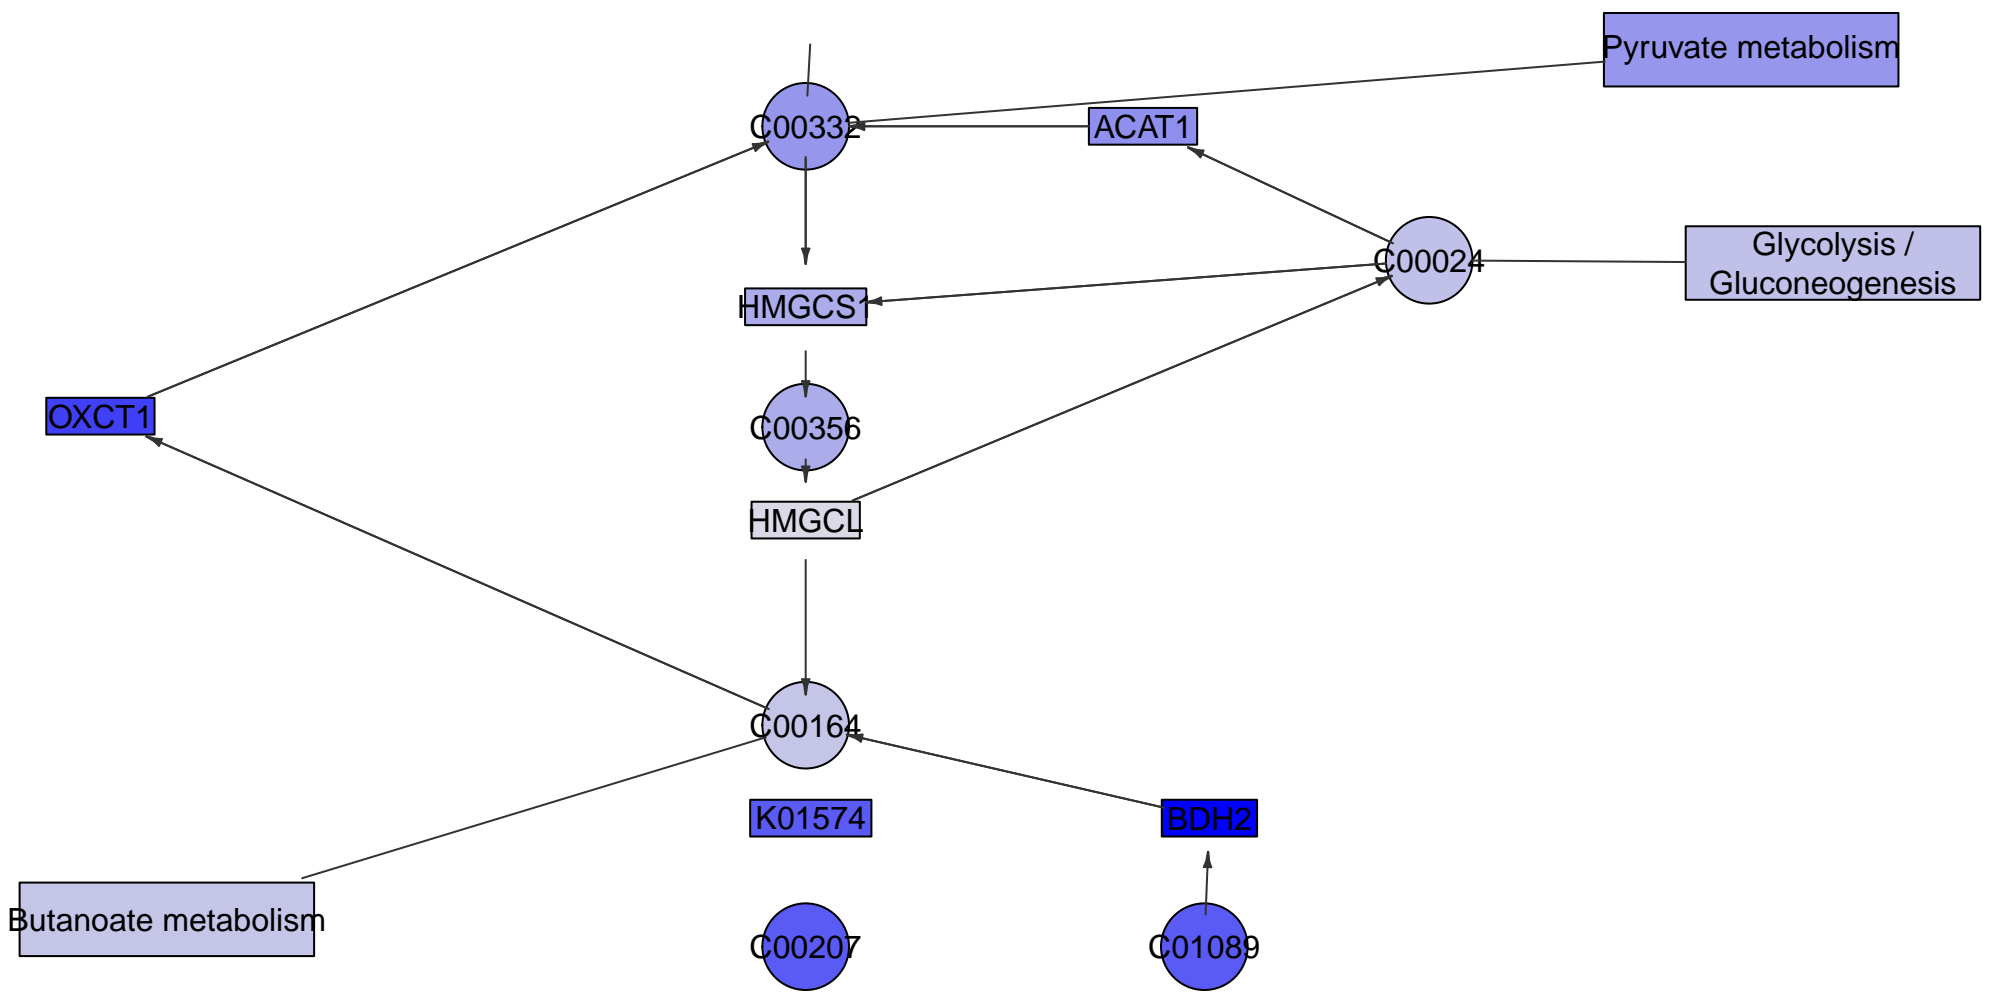 Pyruvate metabolism
C00332
ACAT1
Glycolysis /
Gluconeogenesis
C00024
HMGCS1
OXCT1
C00356
HMGCL
C00164
K01574
BDH2
Butanoate metabolism
C00207
C01089